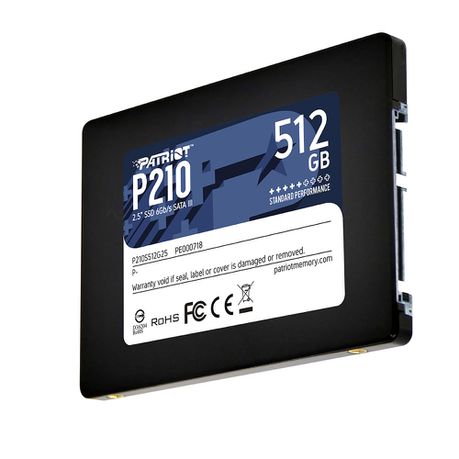 PATRIOT
P210
2.5" SSD 6Gb/s SATA III
512
GB
STANDARD PERFORMANCE
P210S512G25 PE000718
P-
Warranty void if seal, label or cover is damaged or removed.
patriotmemory.com
RoHS FC CE